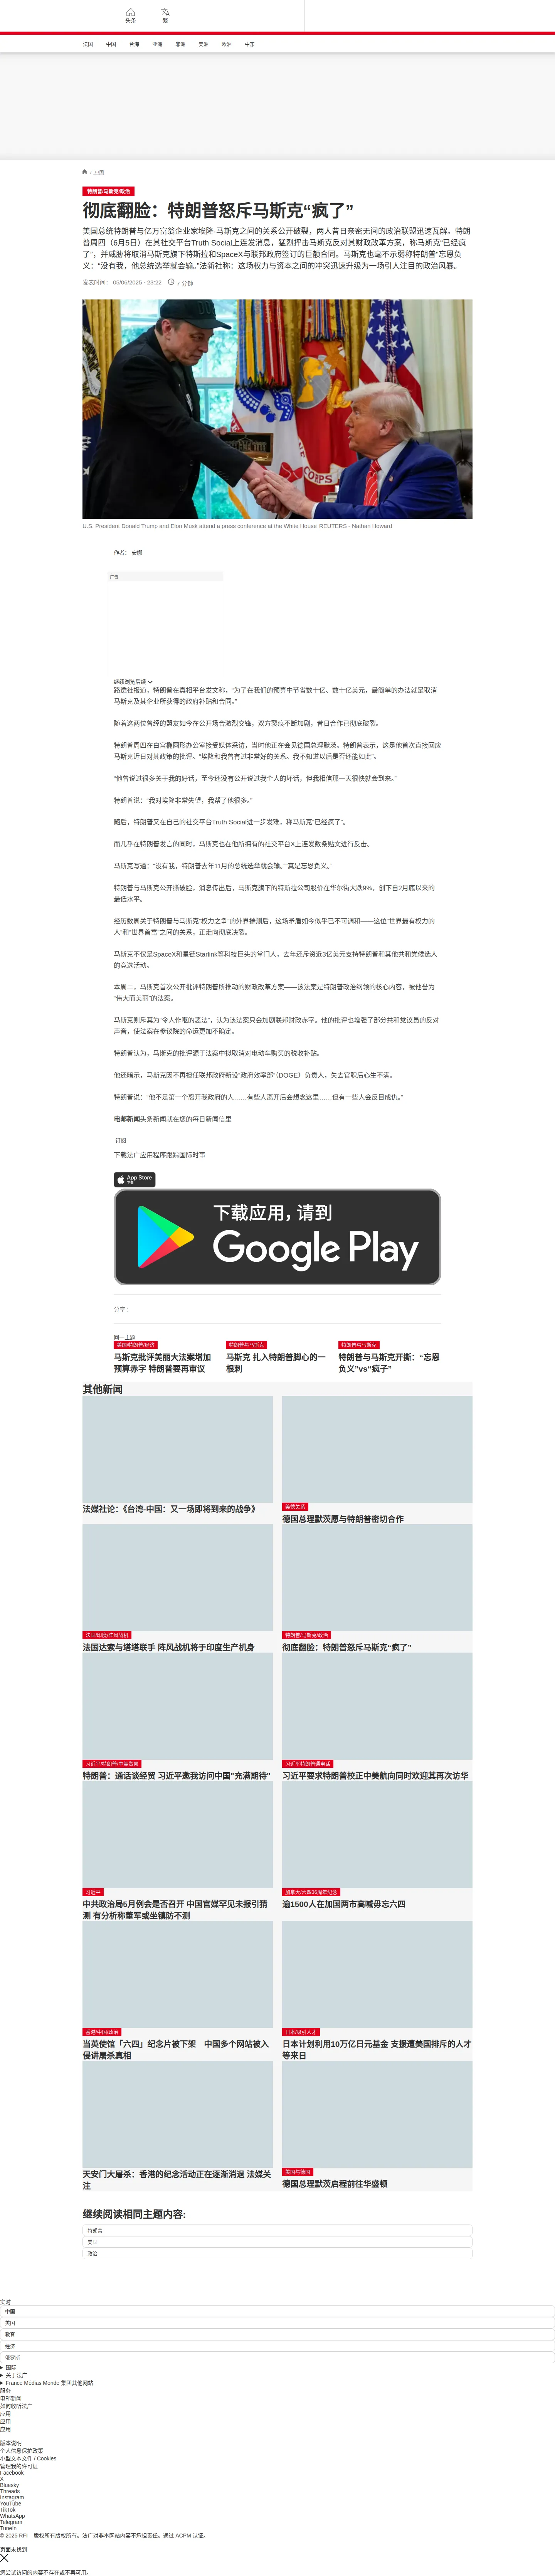 头条
繁
法国
中国
台海
亚洲
非洲
美洲
欧洲
中东
/ 中国
特朗普/马斯克/政治
彻底翻脸：特朗普怒斥马斯克“疯了”
美国总统特朗普与亿万富翁企业家埃隆·马斯克之间的关系公开破裂，两人昔日亲密无间的政治联盟迅速瓦解。特朗
普周四（6月5日）在其社交平台Truth Social上连发消息，猛烈抨击马斯克反对其财政改革方案，称马斯克“已经疯
了”，并威胁将取消马斯克旗下特斯拉和SpaceX与联邦政府签订的巨额合同。马斯克也毫不示弱称特朗普“忘恩负
义：“没有我，他总统选举就会输。”法新社称：这场权力与资本之间的冲突迅速升级为一场引人注目的政治风暴。
发表时间： 05/06/2025 - 23:22
7 分钟
U.S. President Donald Trump and Elon Musk attend a press conference at the White House REUTERS - Nathan Howard
作者： 安娜
广告
继续浏览后续
路透社报道，特朗普在真相平台发文称，“为了在我们的预算中节省数十亿、数十亿美元，最简单的办法就是取消
马斯克及其企业所获得的政府补贴和合同。”
随着这两位曾经的盟友如今在公开场合激烈交锋，双方裂痕不断加剧，昔日合作已彻底破裂。
特朗普周四在白宫椭圆形办公室接受媒体采访，当时他正在会见德国总理默茨。特朗普表示，这是他首次直接回应
马斯克近日对其政策的批评。“埃隆和我曾有过非常好的关系。我不知道以后是否还能如此”。
“他曾说过很多关于我的好话，至今还没有公开说过我个人的坏话，但我相信那一天很快就会到来。”
特朗普说：“我对埃隆非常失望，我帮了他很多。”
随后，特朗普又在自己的社交平台Truth Social进一步发难，称马斯克“已经疯了”。
而几乎在特朗普发言的同时，马斯克也在他所拥有的社交平台X上连发数条贴文进行反击。
马斯克写道：“没有我，特朗普去年11月的总统选举就会输。”“真是忘恩负义。”
特朗普与马斯克公开撕破脸，消息传出后，马斯克旗下的特斯拉公司股价在华尔街大跌9%，创下自2月底以来的
最低水平。
经历数周关于特朗普与马斯克“权力之争”的外界揣测后，这场矛盾如今似乎已不可调和——这位“世界最有权力的
人”和“世界首富”之间的关系，正走向彻底决裂。
马斯克不仅是SpaceX和星链Starlink等科技巨头的掌门人，去年还斥资近3亿美元支持特朗普和其他共和党候选人
的竞选活动。
本周二，马斯克首次公开批评特朗普所推动的财政改革方案——该法案是特朗普政治纲领的核心内容，被他誉为
“伟大而美丽”的法案。
马斯克则斥其为“令人作呕的恶法”，认为该法案只会加剧联邦财政赤字。他的批评也增强了部分共和党议员的反对
声音，使法案在参议院的命运更加不确定。
特朗普认为，马斯克的批评源于法案中拟取消对电动车购买的税收补贴。
他还暗示，马斯克因不再担任联邦政府新设“政府效率部”（DOGE）负责人，失去官职后心生不满。
特朗普说：“他不是第一个离开我政府的人……有些人离开后会想念这里……但有一些人会反目成仇。”
电邮新闻头条新闻就在您的每日新闻信里
订阅
下载法广应用程序跟踪国际时事
App Store
下载
下载应用，请到
Google Play
分享 :
同一主题
美国/特朗普/经济
马斯克批评美丽大法案增加
预算赤字 特朗普要再审议
特朗普与马斯克
马斯克 扎入特朗普脚心的一
根刺
特朗普与马斯克
特朗普与马斯克开撕：“忘恩
负义”vs“疯子”
其他新闻
法媒社论：《台湾-中国：又一场即将到来的战争》
美德关系
德国总理默茨愿与特朗普密切合作
法国/印度/阵风战机
法国达索与塔塔联手 阵风战机将于印度生产机身
特朗普/马斯克/政治
彻底翻脸：特朗普怒斥马斯克“疯了”
习近平/特朗普/中美贸易
特朗普：通话谈经贸 习近平邀我访问中国"充满期待"
习近平特朗普通电话
习近平要求特朗普校正中美航向同时欢迎其再次访华
习近平
中共政治局5月例会是否召开 中国官媒罕见未报引猜
测 有分析称董军或坐镇防不测
加拿大/六四36周年纪念
逾1500人在加国两市高喊毋忘六四
香港/中国/政治
当英使馆「六四」纪念片被下架　中国多个网站被入
侵讲屠杀真相
日本/吸引人才
日本计划利用10万亿日元基金 支援遭美国排斥的人才
等来日
天安门大屠杀：香港的纪念活动正在逐渐消退 法媒关
注
美国与德国
德国总理默茨启程前往华盛顿
继续阅读相同主题内容:
特朗普
美国
政治
实时
中国
美国
教育
经济
俄罗斯
国际
关于法广
France Médias Monde 集团其他网站
服务
电邮新闻
如何收听法广
应用
应用
应用
版本说明
个人信息保护政策
小型文本文件 / Cookies
管理我的许可证
Facebook
X
Bluesky
Threads
Instagram
YouTube
TikTok
WhatsApp
Telegram
TuneIn
© 2025 RFI – 版权所有版权所有。法广对非本网站内容不承担责任。通过 ACPM 认证。
页面未找到
您尝试访问的内容不存在或不再可用。